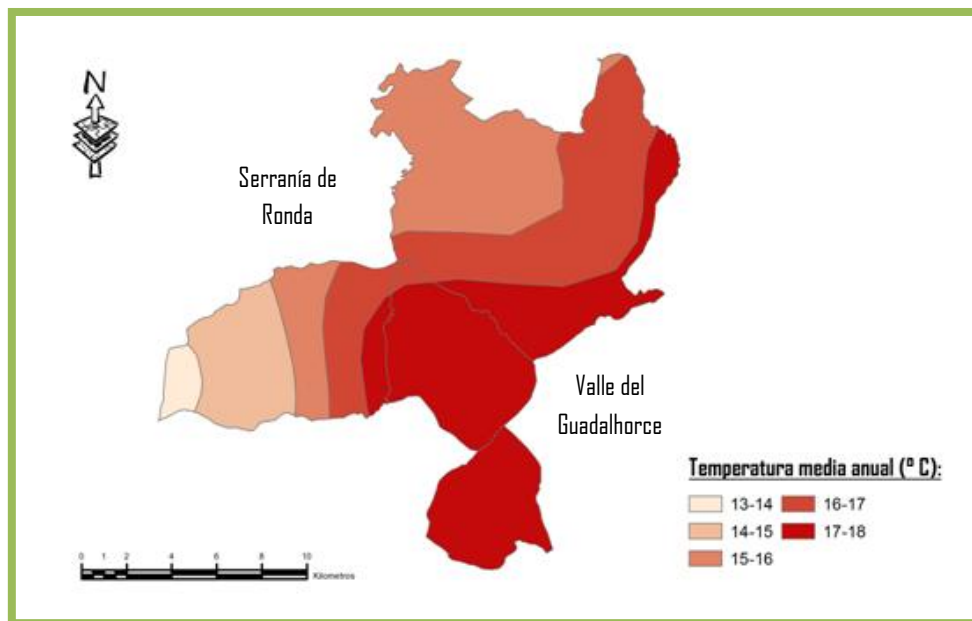 N
Serranía de
Ronda
Valle del
Guadalhorce
Temperatura media anual (º C):
13-14
16-17
14-15
17-18
15-16
0 1 2 4 6 8 10
Kilometros